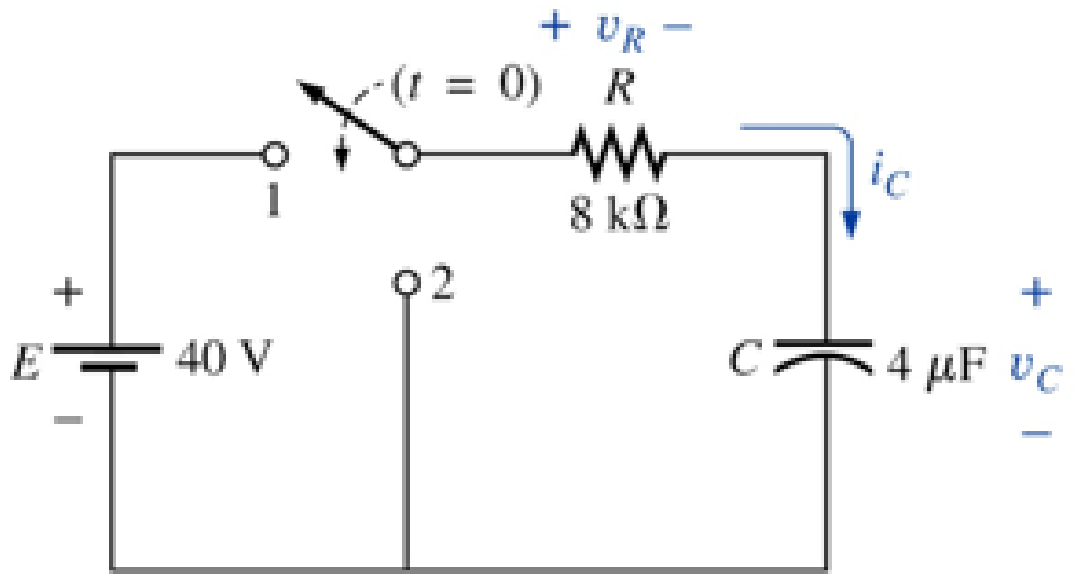 + v_R −
(t = 0) R
1
8 kΩ
i_C
2
+
E 40 V
−
C 4 μF
+
v_C
−